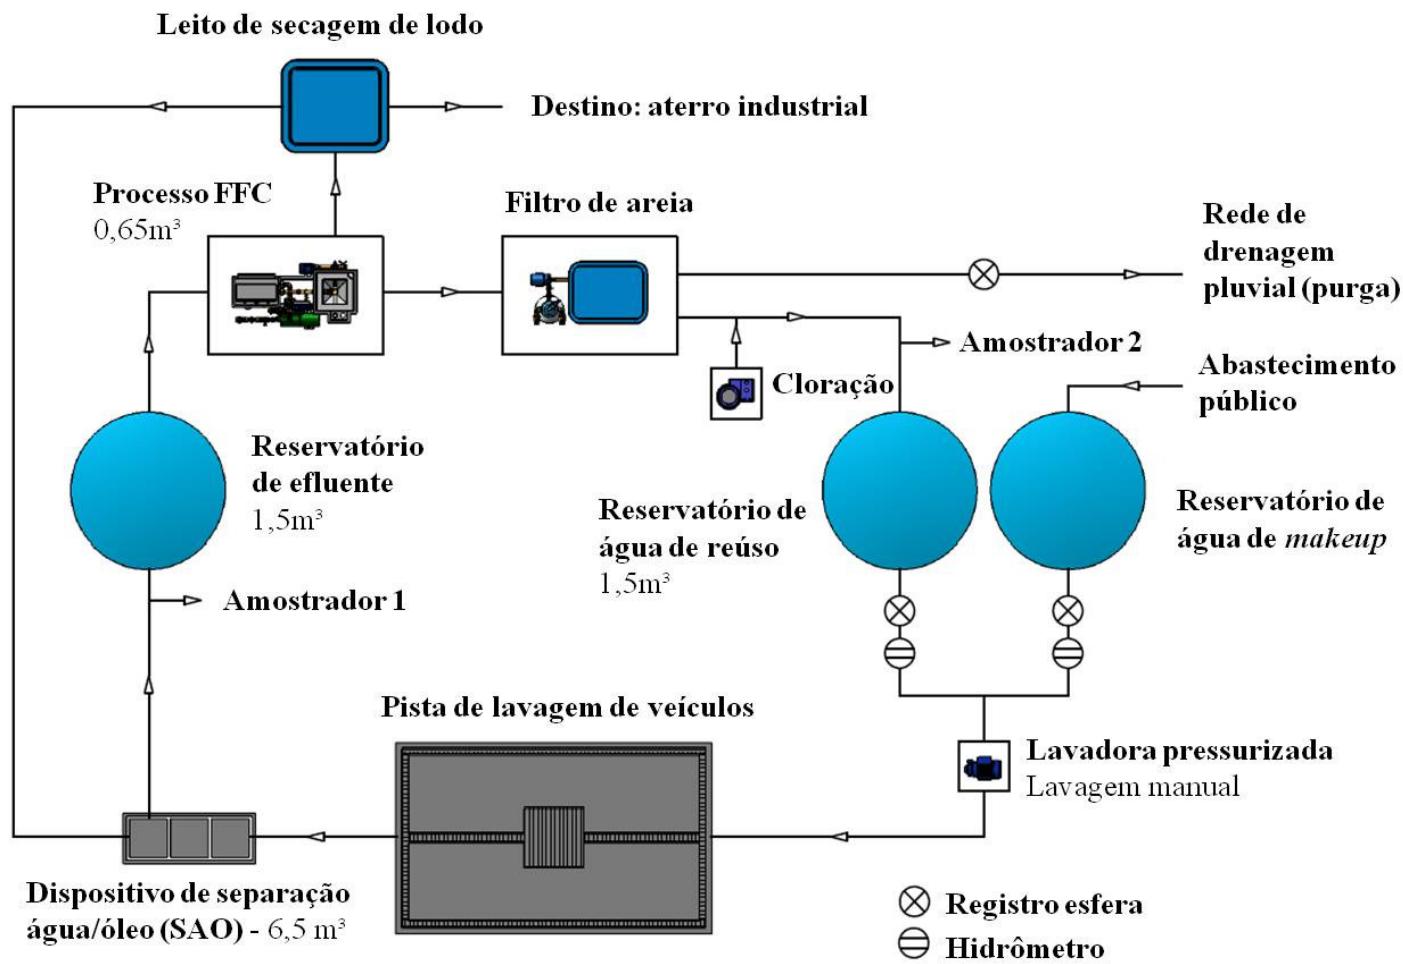 Leito de secagem de lodo
Destino: aterro industrial
Processo FFC
0,65m³
Filtro de areia
Rede de
drenagem
pluvial (purga)
Amostrador 2
Abastecimento
público
Cloração
Reservatório
de efluente
1,5m³
Reservatório de
água de reúso
1,5m³
Reservatório de
água de makeup
Amostrador 1
Pista de lavagem de veículos
Lavadora pressurizada
Lavagem manual
Dispositivo de separação
água/óleo (SAO) - 6,5 m³
Registro esfera
Hidrômetro